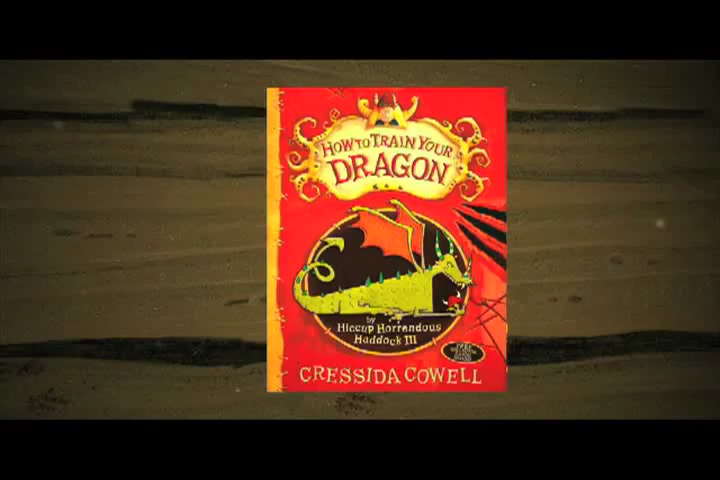 HOW TO TRAIN YOUR
DRAGON
by
Hiccup Horrendous
Haddock III
CRESSIDA COWELL